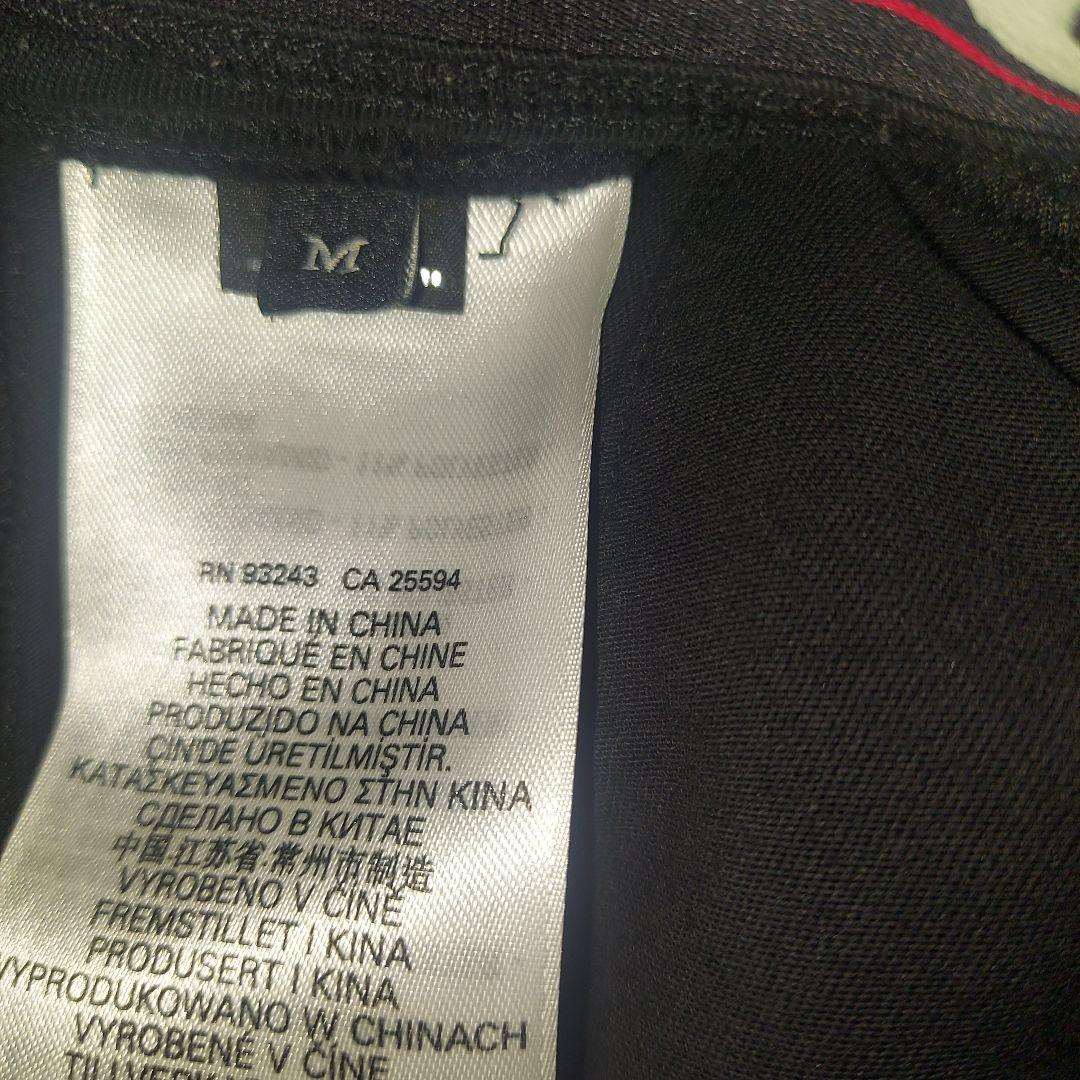 M
RN 93243 CA 25594
MADE IN CHINA
FABRIQUÉ EN CHINE
HECHO EN CHINA
PRODUZIDO NA CHINA
ÇIN'DE ÜRETİLMİŞTİR.
ΚΑΤΑΣΚΕΥΑΣΜΕΝΟ ΣΤΗΝ ΚΙΝΑ
СДЕЛАНО В КИТАЕ
中国.江苏省.常州市制造
VYROBENO V ČÍNĚ
FREMSTILLET I KINA
PRODUSERT I KINA
WYPRODUKOWANO W CHINACH
VYROBENÉ V ČÍNE